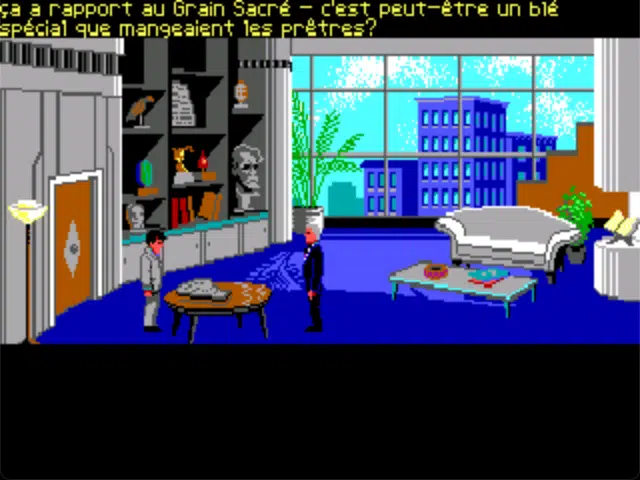 ça a rapport au Grain Sacré - c'est peut-être un blé
spécial que mangeaient les prêtres?